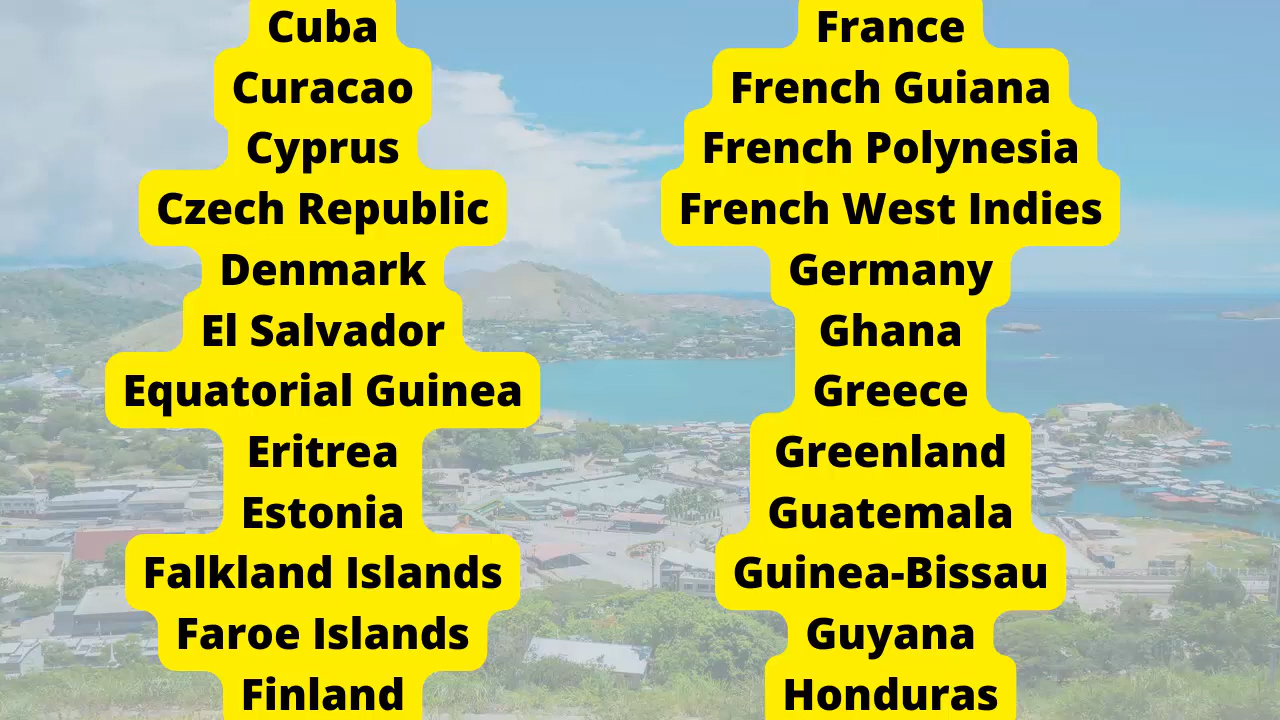 Cuba
Curacao
Cyprus
Czech Republic
Denmark
El Salvador
Equatorial Guinea
Eritrea
Estonia
Falkland Islands
Faroe Islands
Finland
France
French Guiana
French Polynesia
French West Indies
Germany
Ghana
Greece
Greenland
Guatemala
Guinea-Bissau
Guyana
Honduras